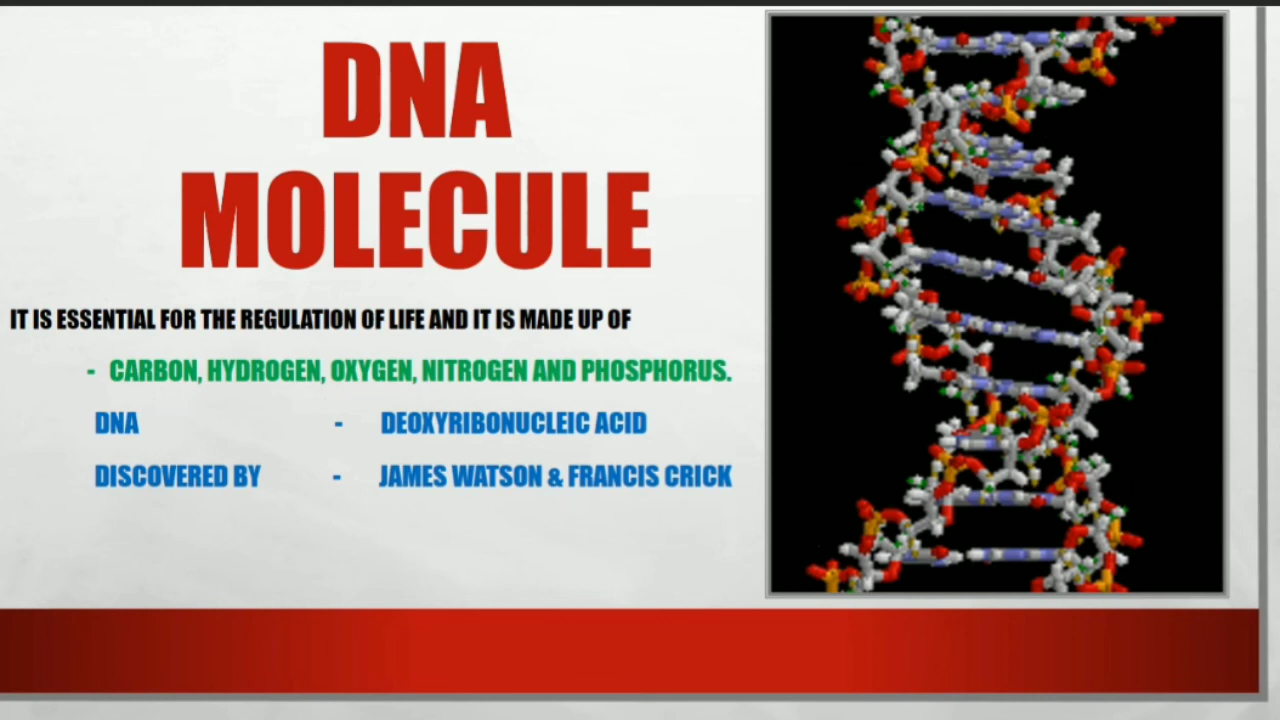 DNA
MOLECULE
IT IS ESSENTIAL FOR THE REGULATION OF LIFE AND IT IS MADE UP OF
- CARBON, HYDROGEN, OXYGEN, NITROGEN AND PHOSPHORUS.
DNA - DEOXYRIBONUCLEIC ACID
DISCOVERED BY - JAMES WATSON & FRANCIS CRICK